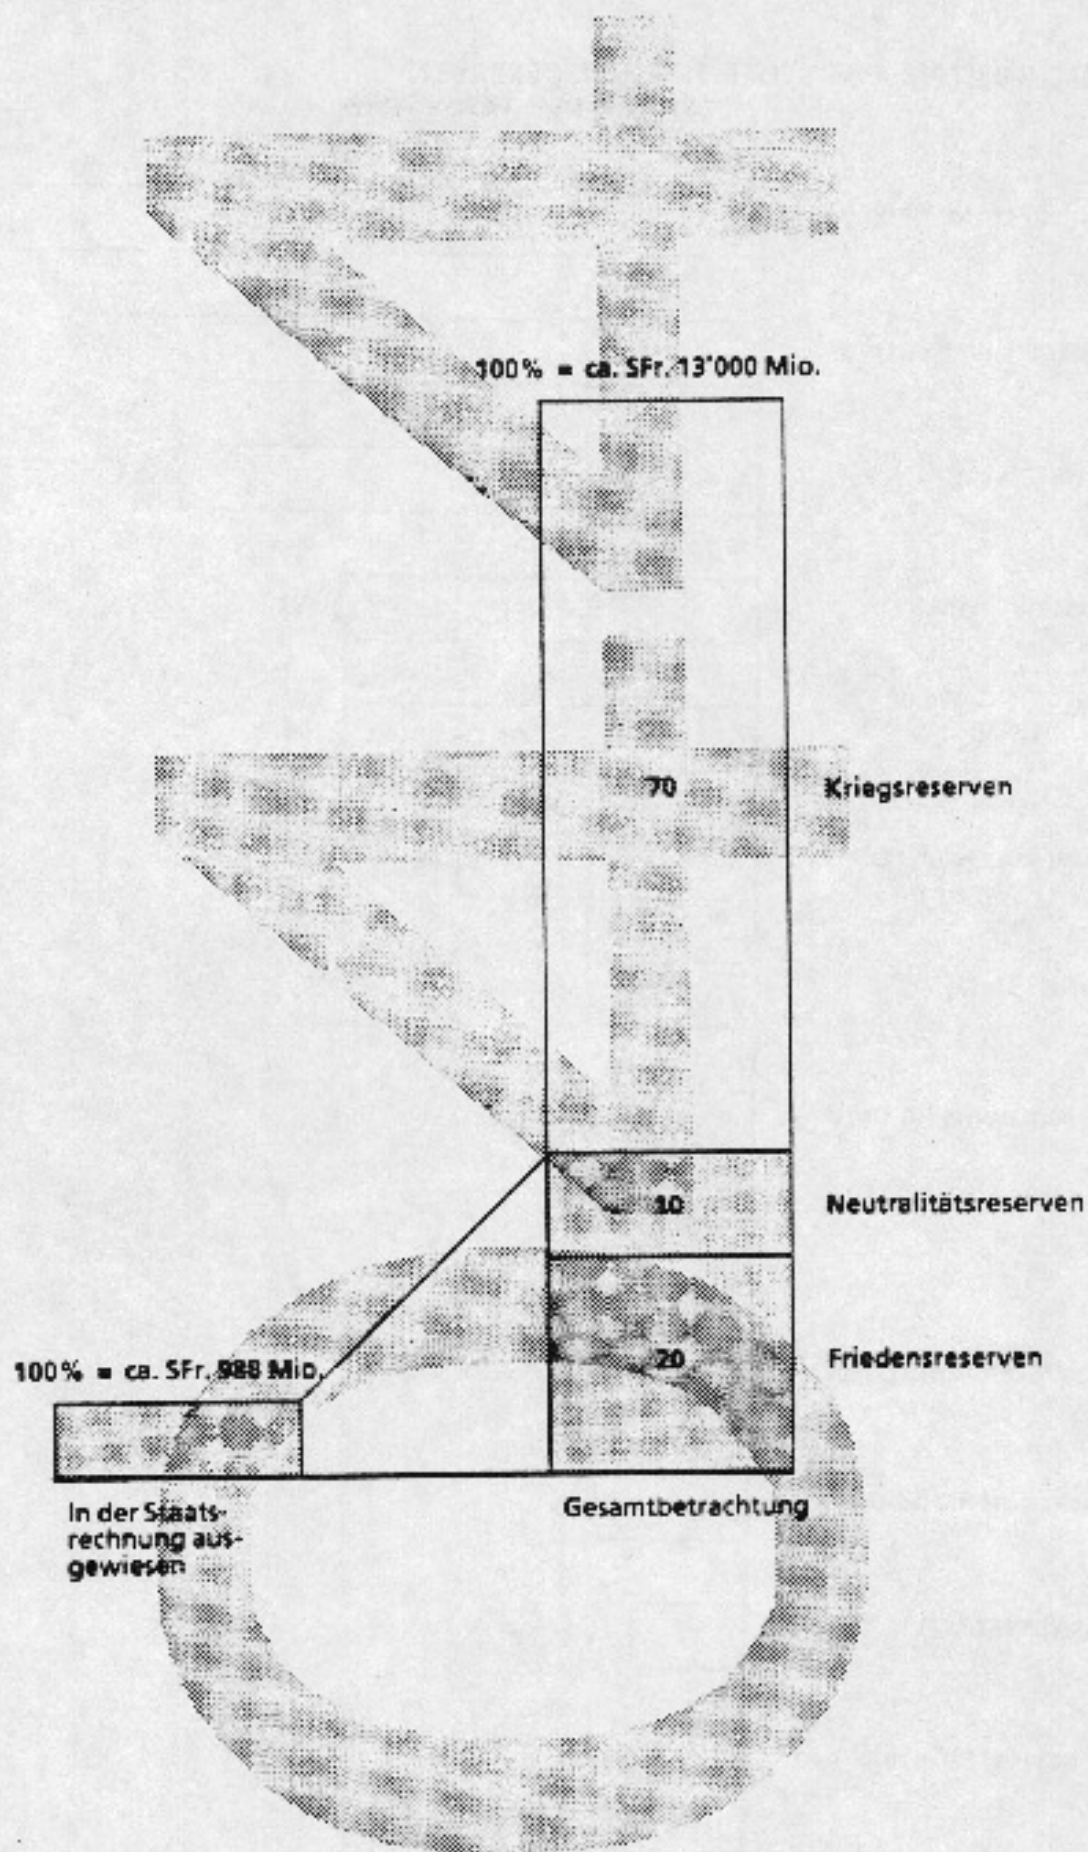 100% = ca. SFr. 13'000 Mio.
70
Kriegsreserven
10
Neutralitätsreserven
20
Friedensreserven
100% = ca. SFr. 988 Mio.
In der Staats-
rechnung aus-
gewiesen
Gesamtbetrachtung